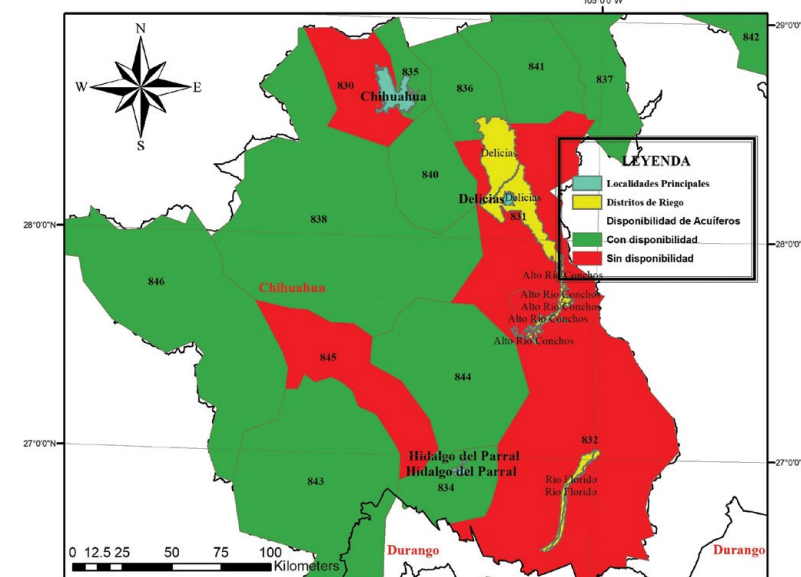 105°0'0"W
29°0'0"N
28°0'0"N
27°0'0"N
28°0'0"N
27°0'0"0
N
W
E
S
830
835
Chihuahua
836
841
837
842
840
838
846
Chihuahua
845
843
844
Delicias
Delicias
Delicias
831
Alto Rio Conchos
Alto Rio Conchos
Alto Rio Conchos
Alto Rio Conchos
Alto Rio Conchos
Hidalgo del Parral
Hidalgo del Parral
834
832
Rio Florido
Rio Florido
Durango
Durango
LEYENDA
Localidades Principales
Distritos de Riego
Disponibilidad de Acuíferos
Con disponibilidad
Sin disponibilidad
0 12.5 25 50 75 100
Kilometers